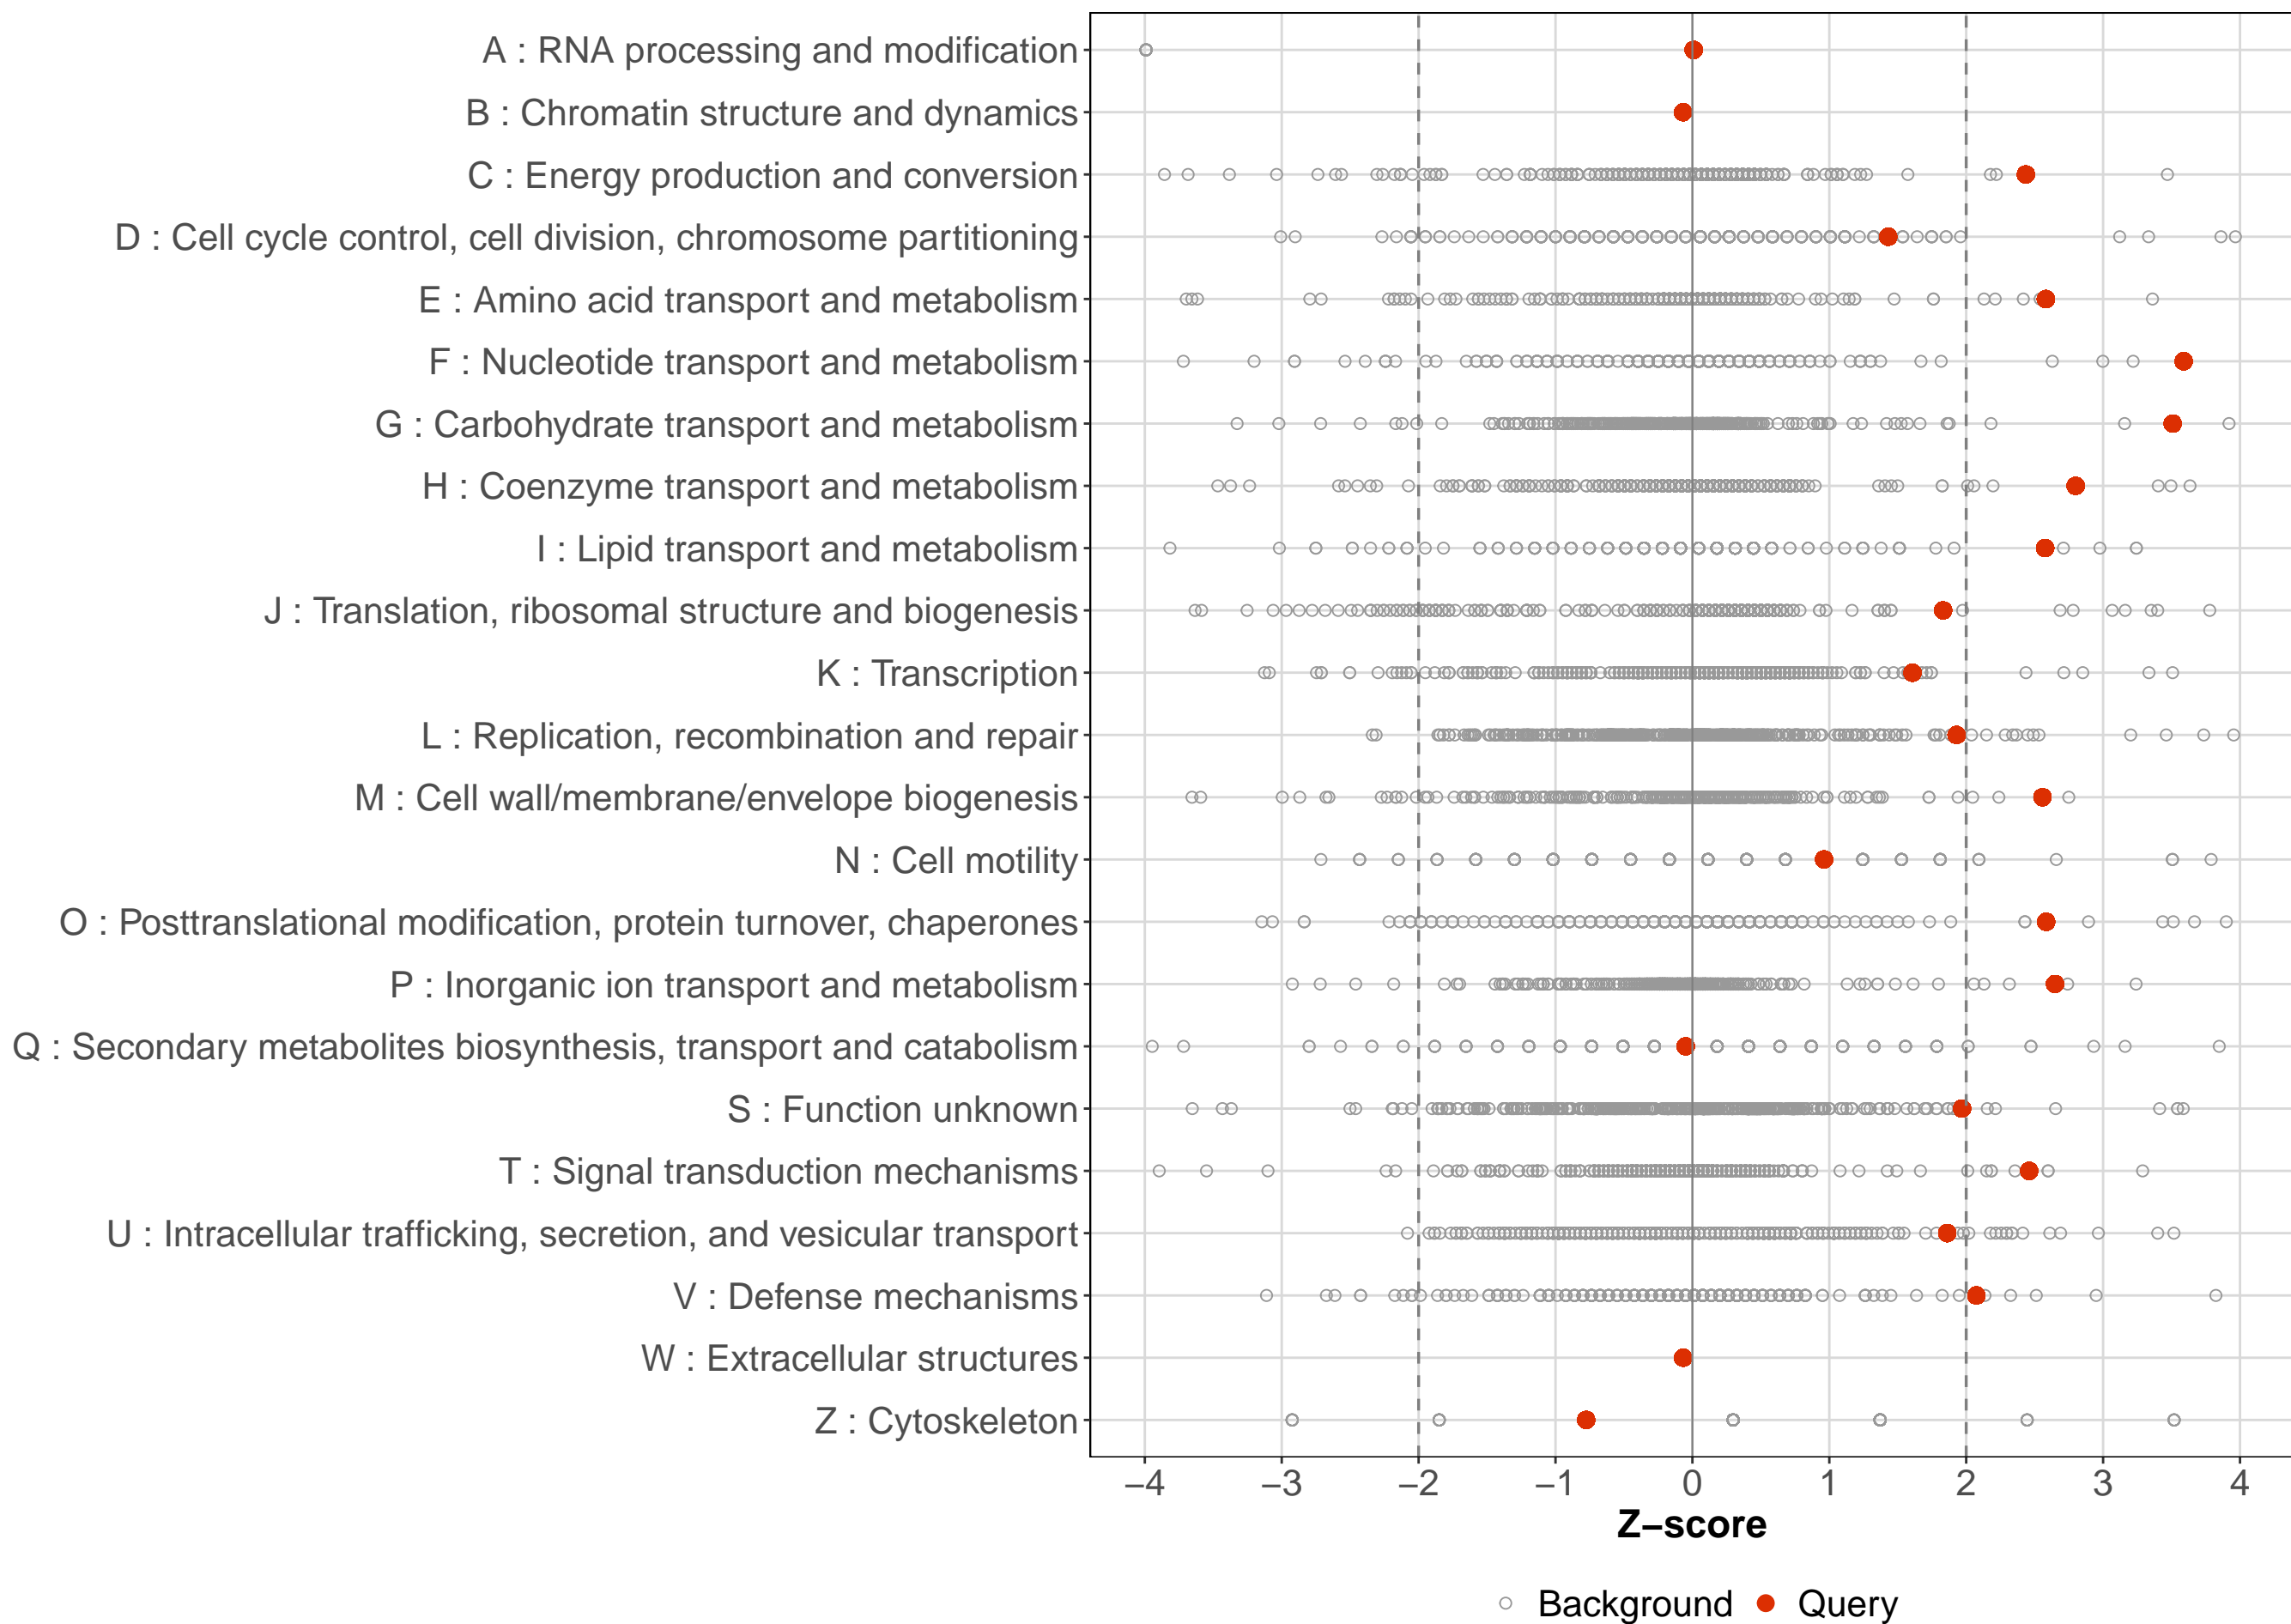 A : RNA processing and modification
B : Chromatin structure and dynamics
C : Energy production and conversion
D : Cell cycle control, cell division, chromosome partitioning
E : Amino acid transport and metabolism
F : Nucleotide transport and metabolism
G : Carbohydrate transport and metabolism
H : Coenzyme transport and metabolism
I : Lipid transport and metabolism
J : Translation, ribosomal structure and biogenesis
K : Transcription
L : Replication, recombination and repair
M : Cell wall/membrane/envelope biogenesis
N : Cell motility
O : Posttranslational modification, protein turnover, chaperones
P : Inorganic ion transport and metabolism
Q : Secondary metabolites biosynthesis, transport and catabolism
S : Function unknown
T : Signal transduction mechanisms
U : Intracellular trafficking, secretion, and vesicular transport
V : Defense mechanisms
W : Extracellular structures
Z : Cytoskeleton
−4 −3 −2 −1 0 1 2 3 4
Z−score
Background Query